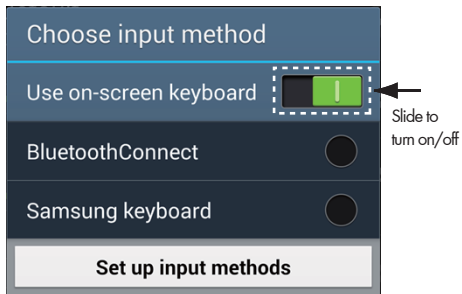 Choose input method
Use on-screen keyboard
Slide to
turn on/off
BluetoothConnect
Samsung keyboard
Set up input methods